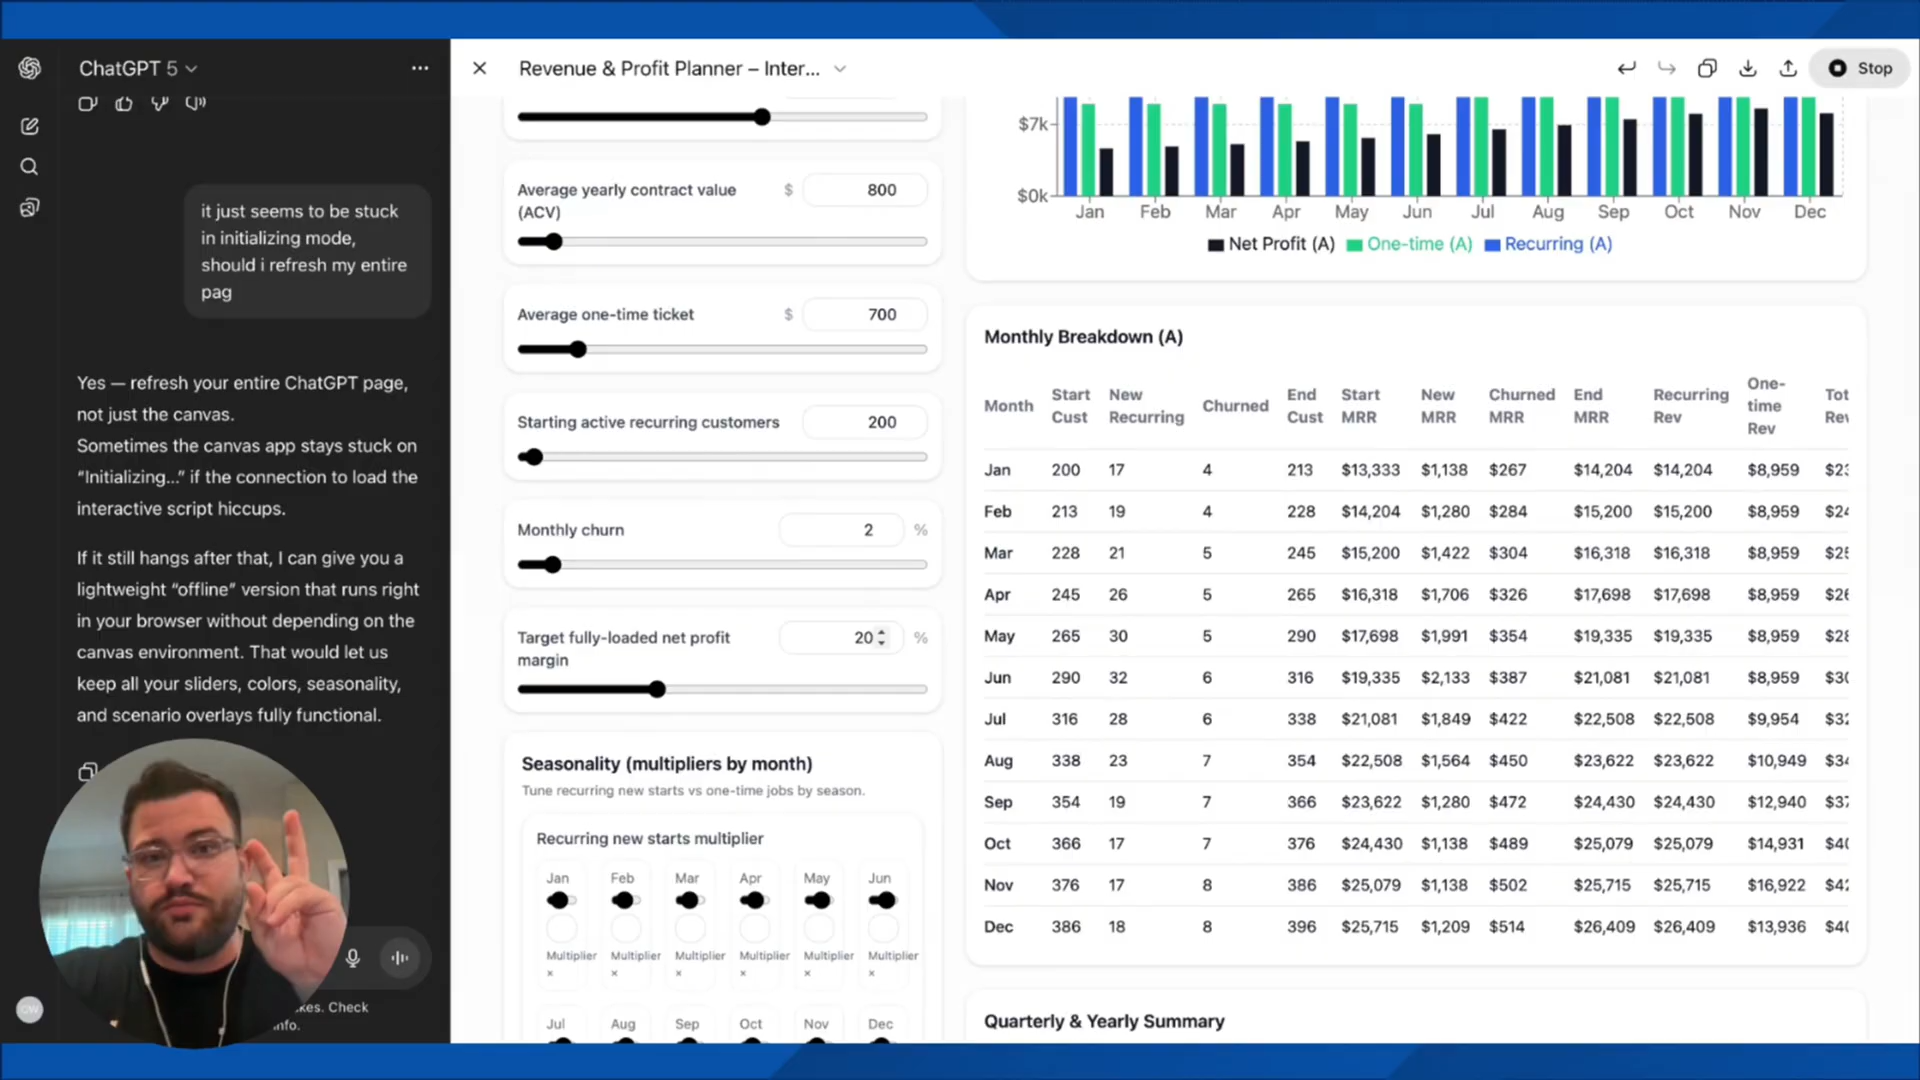 ChatGPT 5
it just seems to be stuck
in initializing mode,
should i refresh my entire
pag
Yes — refresh your entire ChatGPT page,
not just the canvas.
Sometimes the canvas app stays stuck on
“Initializing...” if the connection to load the
interactive script hiccups.
If it still hangs after that, I can give you a
lightweight “offline” version that runs right
in your browser without depending on the
canvas environment. That would let us
keep all your sliders, colors, seasonality,
and scenario overlays fully functional.
Check
Revenue & Profit Planner – Inter...
Stop
Average yearly contract value
(ACV)
$ 800
Average one-time ticket $ 700
Starting active recurring customers 200
Monthly churn 2 %
Target fully-loaded net profit
margin
20 %
Seasonality (multipliers by month)
Tune recurring new starts vs one-time jobs by season.
Recurring new starts multiplier
Jan Feb Mar Apr May Jun
Multiplier Multiplier Multiplier Multiplier Multiplier Multiplier
× × × × × ×
Jul Aug Sep Oct Nov Dec
$7k
$0k
Jan Feb Mar Apr May Jun Jul Aug Sep Oct Nov Dec
Net Profit (A) One-time (A) Recurring (A)
Monthly Breakdown (A)
Month Start Cust New Recurring Churned End Cust Start MRR New MRR Churned MRR End MRR Recurring Rev One-time Rev
Jan 200 17 4 213 $13,333 $1,138 $267 $14,204 $14,204 $8,959
Feb 213 19 4 228 $14,204 $1,280 $284 $15,200 $15,200 $8,959
Mar 228 21 5 245 $15,200 $1,422 $304 $16,318 $16,318 $8,959
Apr 245 26 5 265 $16,318 $1,706 $326 $17,698 $17,698 $8,959
May 265 30 5 290 $17,698 $1,991 $354 $19,335 $19,335 $8,959
Jun 290 32 6 316 $19,335 $2,133 $387 $21,081 $21,081 $8,959
Jul 316 28 6 338 $21,081 $1,849 $422 $22,508 $22,508 $9,954
Aug 338 23 7 354 $22,508 $1,564 $450 $23,622 $23,622 $10,949
Sep 354 19 7 366 $23,622 $1,280 $472 $24,430 $24,430 $12,940
Oct 366 17 7 376 $24,430 $1,138 $489 $25,079 $25,079 $14,931
Nov 376 17 8 386 $25,079 $1,138 $502 $25,715 $25,715 $16,922
Dec 386 18 8 396 $25,715 $1,209 $514 $26,409 $26,409 $13,936
Quarterly & Yearly Summary